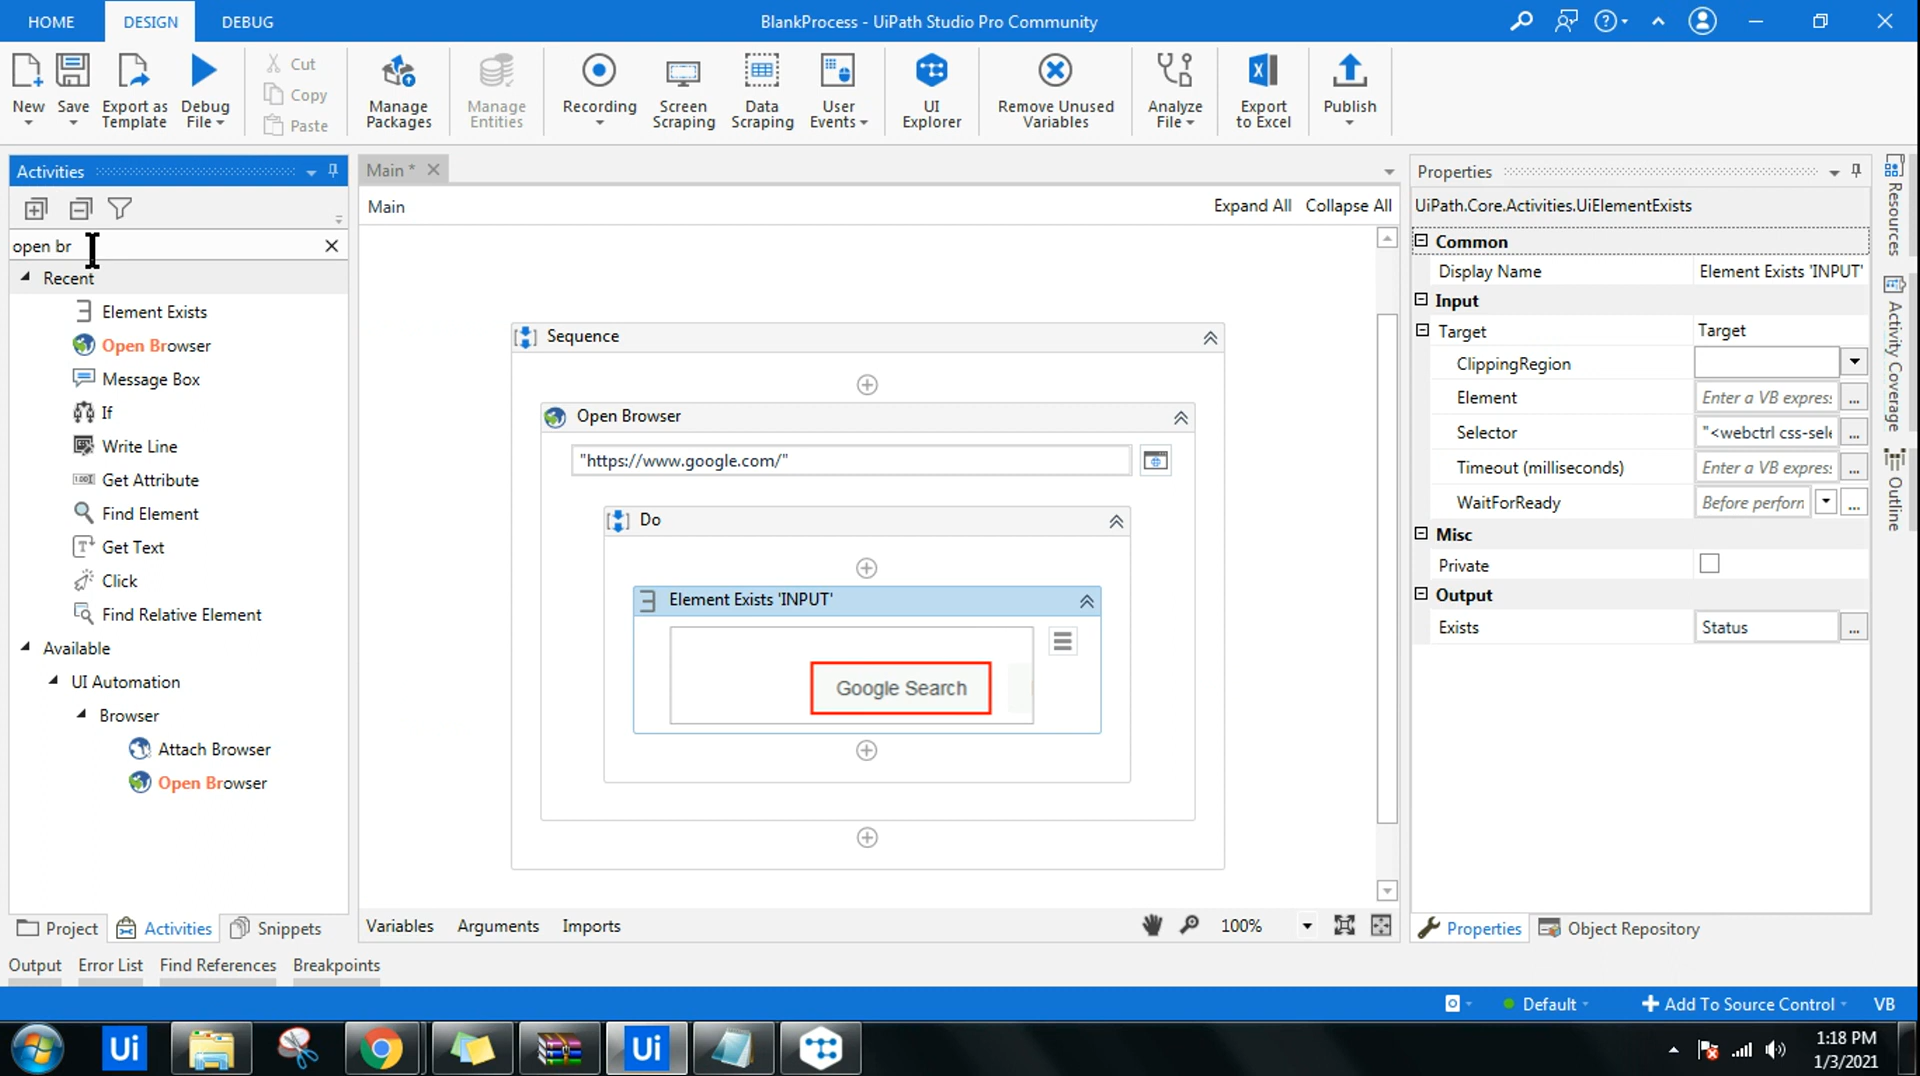 HOME DESIGN DEBUG BlankProcess - UiPath Studio Pro Community
New
Save
Export as Template
Debug File
Cut
Copy
Paste
Manage Packages
Manage Entities
Recording
Screen Scraping
Data Scraping
User Events
UI Explorer
Remove Unused Variables
Analyze File
Export to Excel
Publish
Activities
open br
Recent
Element Exists
Open Browser
Message Box
If
Write Line
Get Attribute
Find Element
Get Text
Click
Find Relative Element
Available
UI Automation
Browser
Attach Browser
Open Browser
Project Activities Snippets
Main *
Main Expand All Collapse All
Sequence
Open Browser
"https://www.google.com/"
Do
Element Exists 'INPUT'
Google Search
Variables Arguments Imports 100%
Properties
UiPath.Core.Activities.UiElementExists
Common
Display Name Element Exists 'INPUT'
Input
Target Target
ClippingRegion
Element Enter a VB expres: ...
Selector "<webctrl css-sele ...
Timeout (milliseconds) Enter a VB expres: ...
WaitForReady Before perforn ...
Misc
Private
Output
Exists Status ...
Properties Object Repository
Resources
Activity Coverage
Outline
Output Error List Find References Breakpoints
Default Add To Source Control VB
Ui Ui
1:18 PM
1/3/2021